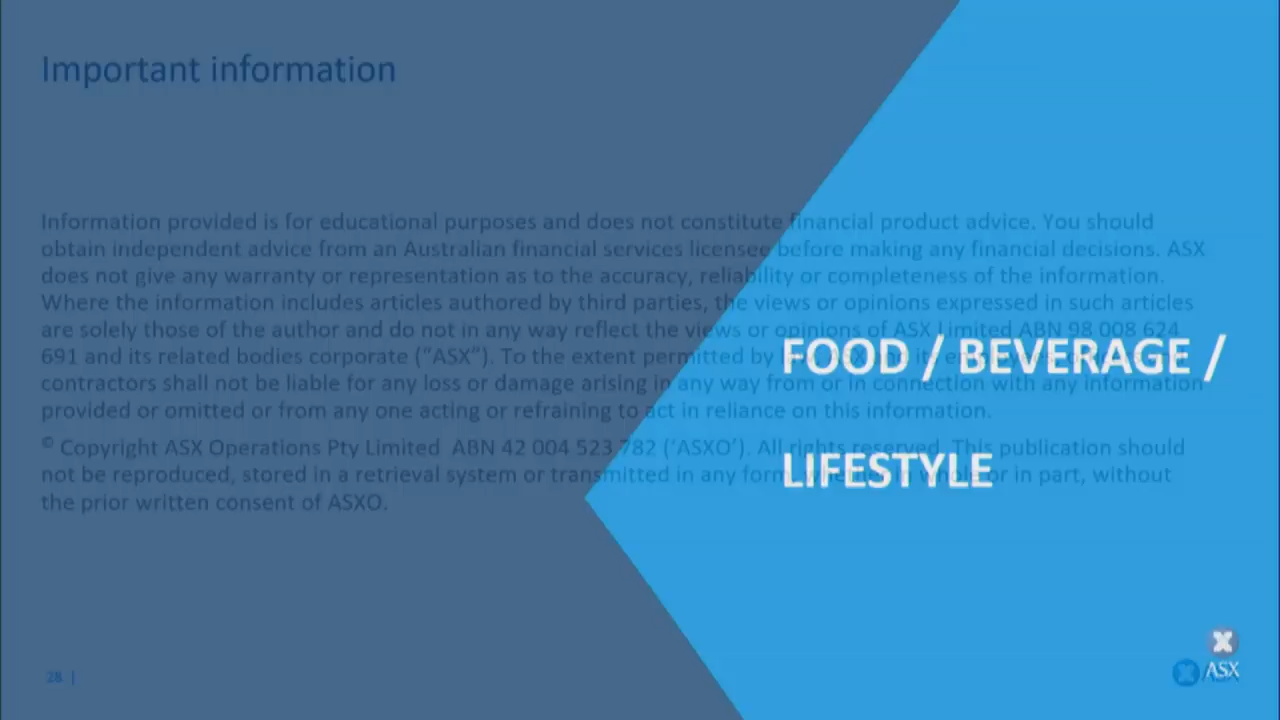 Important information
Information provided is for educational purposes and does not constitute financial product advice. You should
obtain independent advice from an Australian financial services licensee before making any financial decisions. ASX
does not give any warranty or representation as to the accuracy, reliability or completeness of the information.
Where the information includes articles authored by third parties, the views or opinions expressed in such articles
are solely those of the author and do not in any way reflect the views or opinions of ASX Limited ABN 98 008 624
691 and its related bodies corporate (“ASX”). To the extent permitted by
contractors shall not be liable for any loss or damage arising in any way from or in connection with any information
provided or omitted or from any one acting or refraining to act in reliance on this information.
© Copyright ASX Operations Pty Limited ABN 42 004 523 782 (‘ASXO’). All rights reserved. This publication should
not be reproduced, stored in a retrieval system or transmitted in any form, or in part, without
the prior written consent of ASXO.
FOOD / BEVERAGE /
LIFESTYLE
28 |
ASX